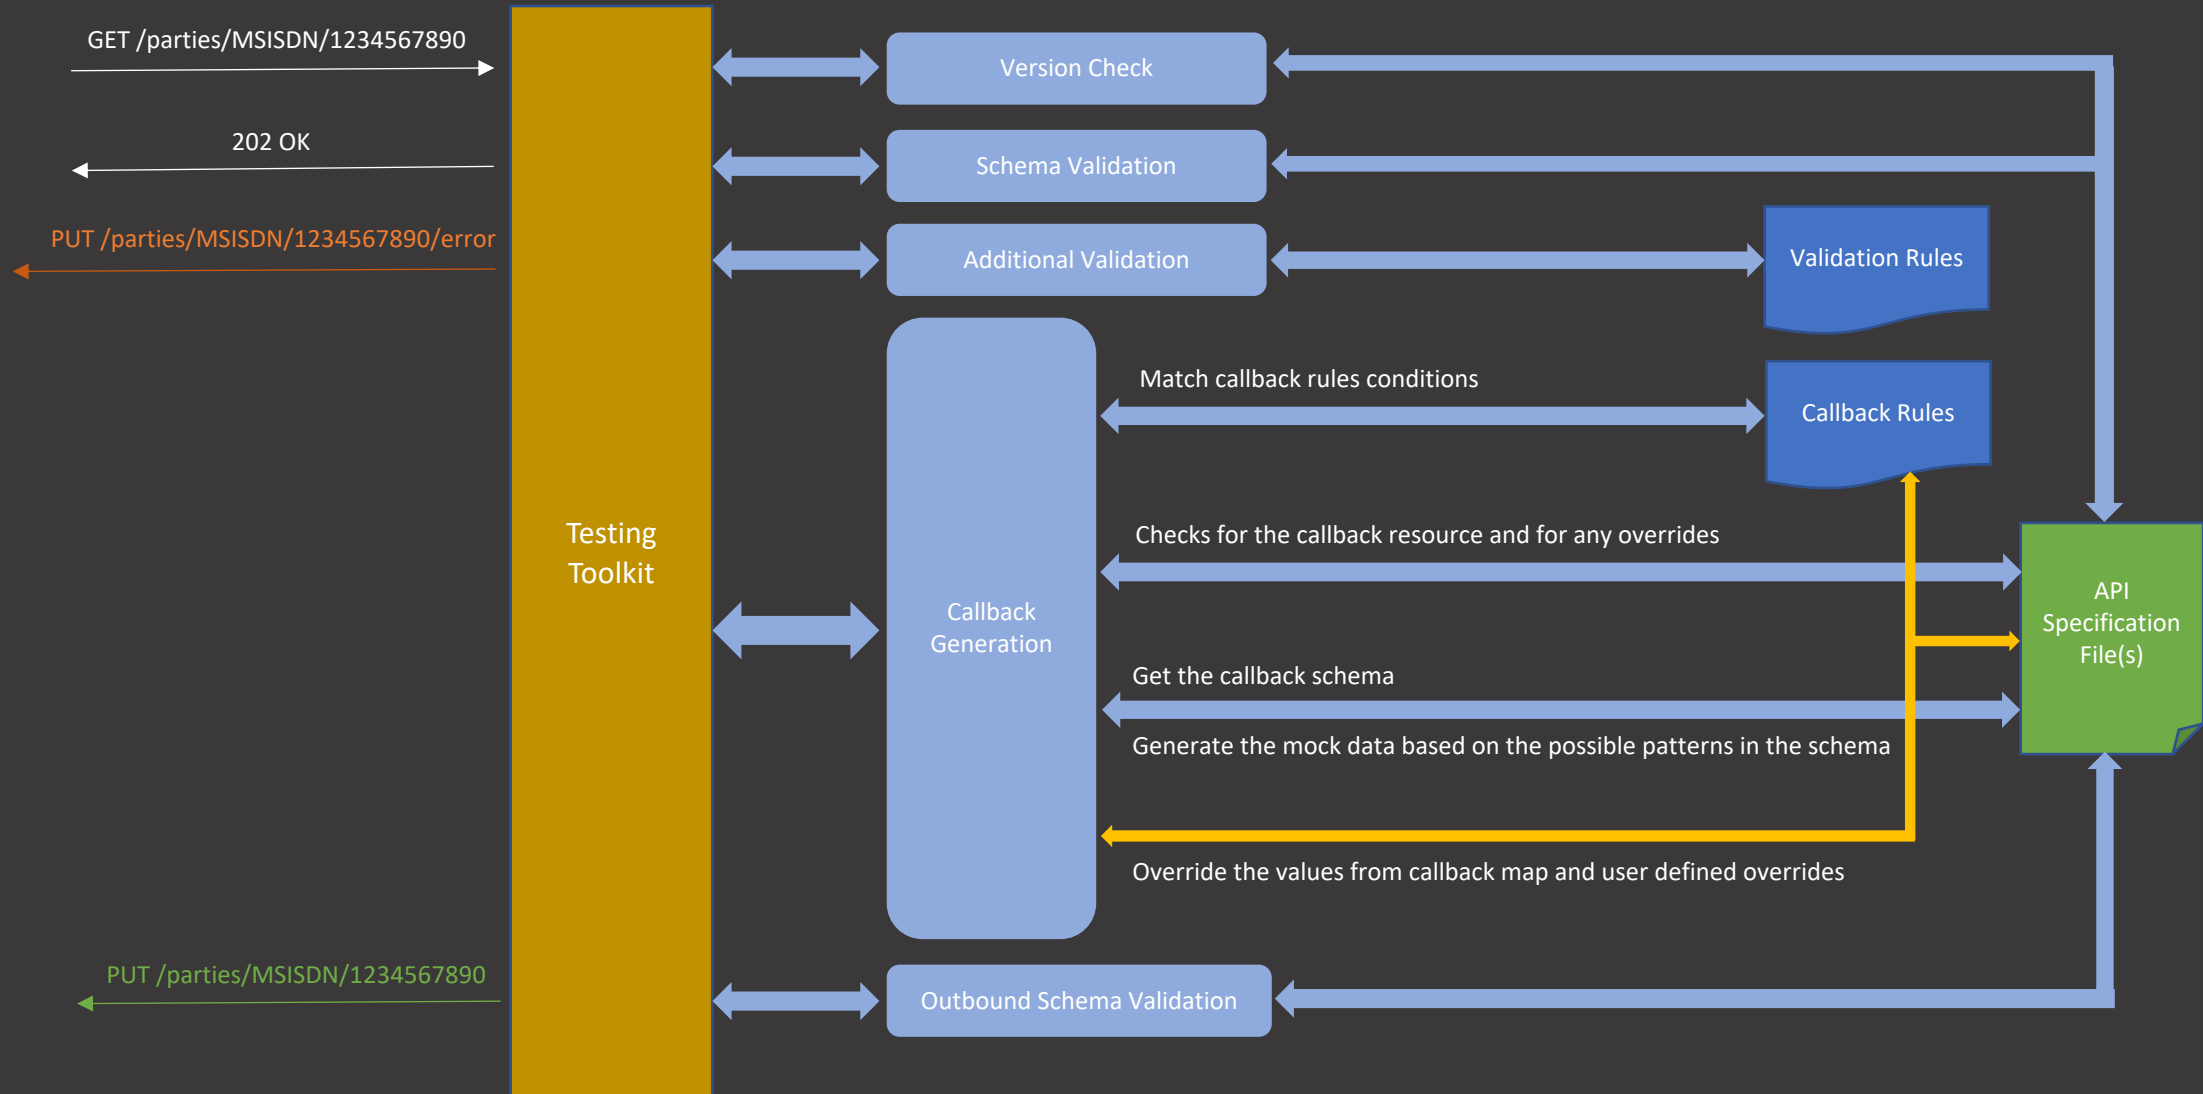 GET /parties/MSISDN/1234567890
202 OK
PUT /parties/MSISDN/1234567890/error
PUT /parties/MSISDN/1234567890
Testing
Toolkit
Version Check
Schema Validation
Additional Validation
Callback
Generation
Outbound Schema Validation
Match callback rules conditions
Checks for the callback resource and for any overrides
Get the callback schema
Generate the mock data based on the possible patterns in the schema
Override the values from callback map and user defined overrides
Validation Rules
Callback Rules
API
Specification
File(s)